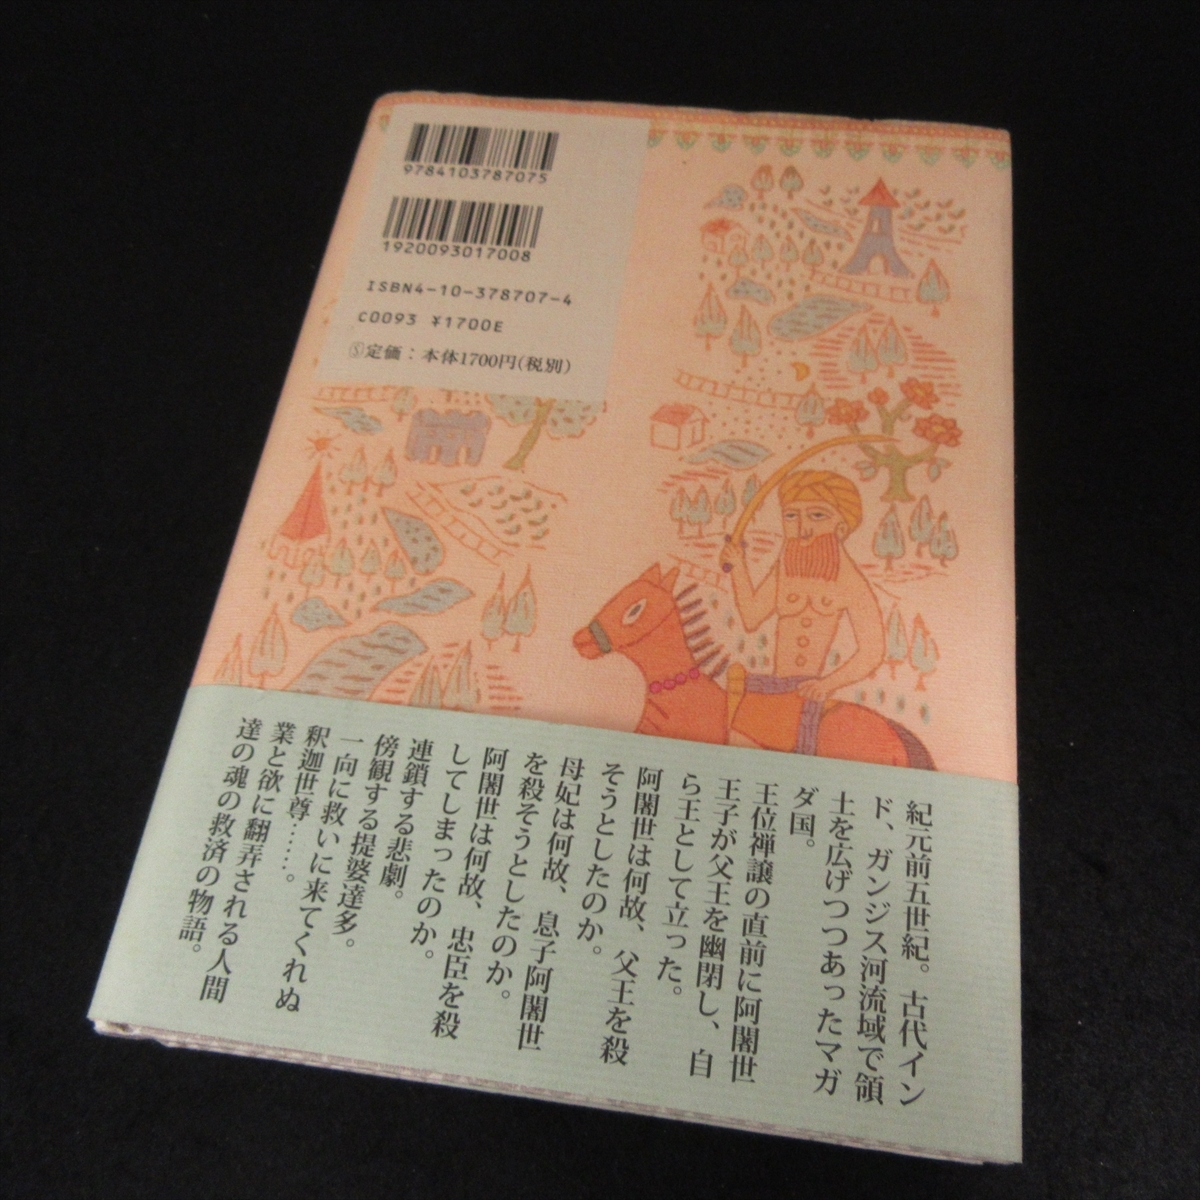 9784103787075
1920093017008
ISBN4-10-378707-4
C0093 ¥1700E
Ⓢ定価：本体1700円(税別)
紀元前五世紀。古代イン
ド、ガンジス河流域で領
土を広げつつあったマガ
ダ国。
王位禅譲の直前に阿闍世
王子が父王を幽閉し、自
ら王として立った。
阿闍世は何故、父王を殺
そうとしたのか。
母妃は何故、息子阿闍世
を殺そうとしたのか。
阿闍世は何故、忠臣を殺
してしまったのか。
連鎖する悲劇。
傍観する提婆達多。
一向に救いに来てくれぬ
釈迦世尊……。
業と欲に翻弄される人間
達の魂の救済の物語。